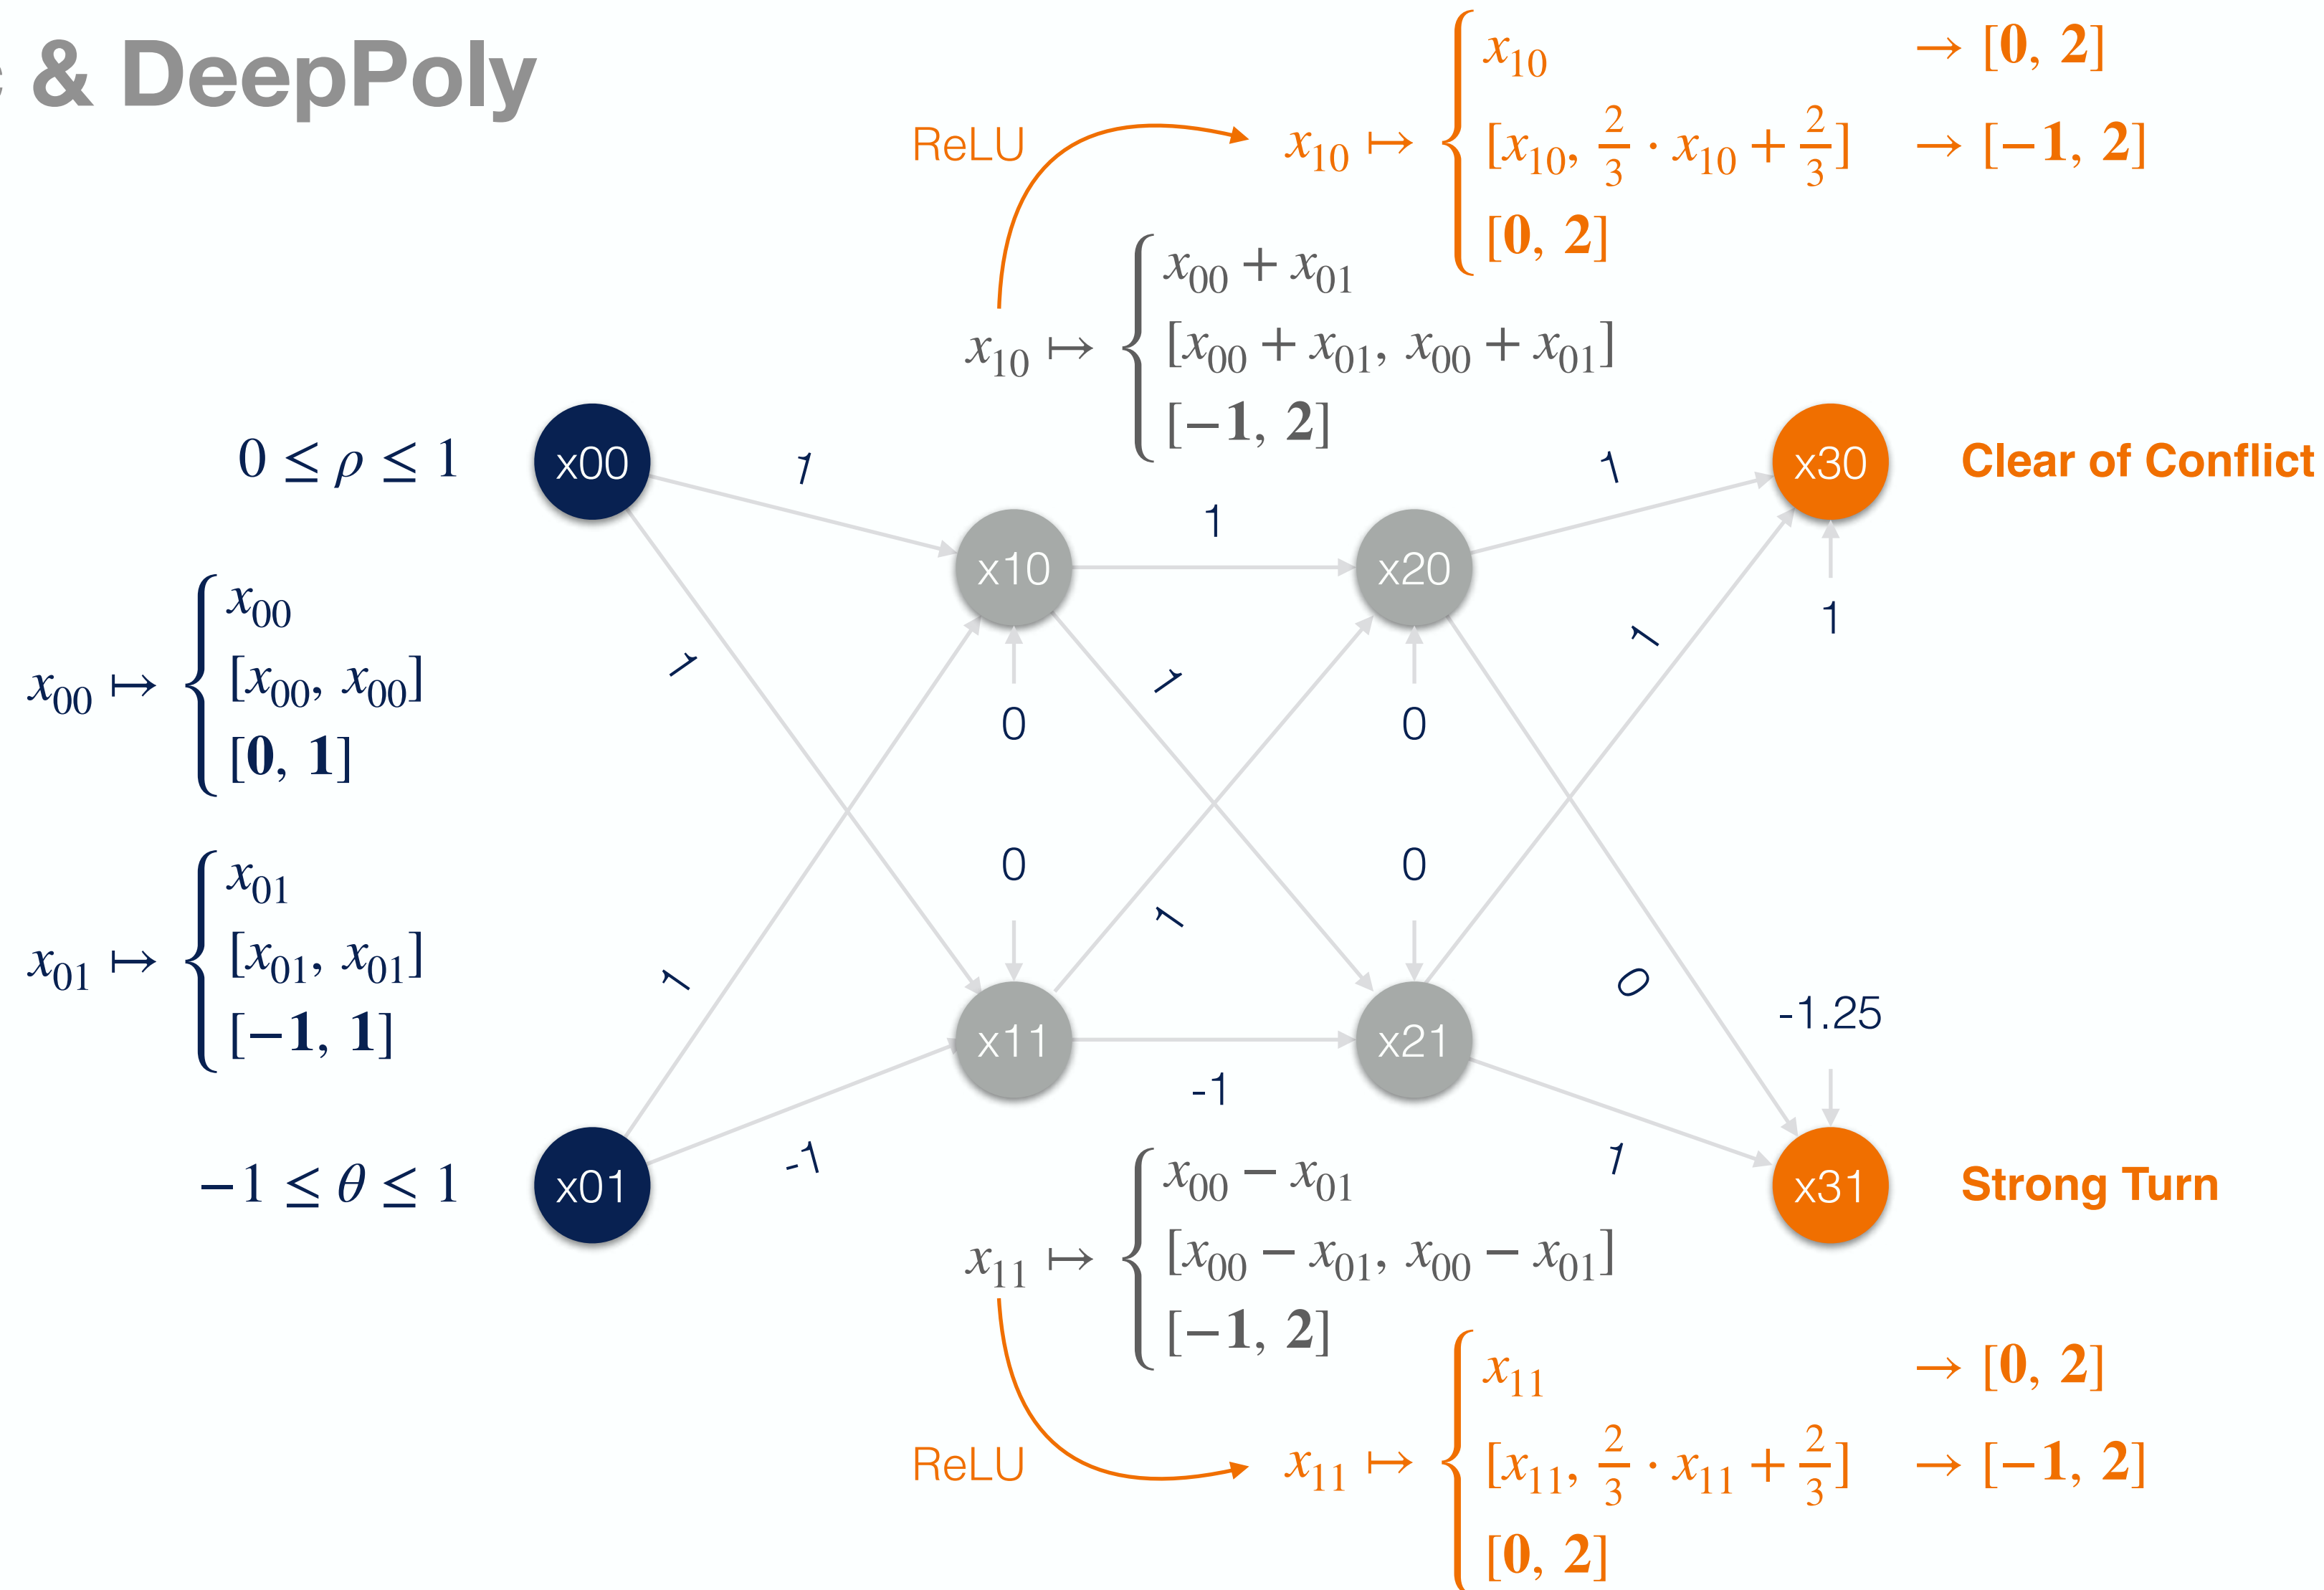 & DeepPoly
ReLU
x10 ↦ { x10 → [0, 2]
[x10, 2/3 · x10 + 2/3] → [−1, 2]
[0, 2]
x10 ↦ { x00 + x01
[x00 + x01, x00 + x01]
[−1, 2]
0 ≤ ρ ≤ 1
x00
1
1
x30
Clear of Conflict
x10
1
x20
1
x00 ↦ { x00
[x00, x00]
[0, 1]
1
1
1
0
0
x01 ↦ { x01
[x01, x01]
[−1, 1]
0
0
1
1
0
-1.25
x11
-1
x21
−1 ≤ θ ≤ 1
x01
-1
1
x31
Strong Turn
x11 ↦ { x00 − x01
[x00 − x01, x00 − x01]
[−1, 2]
ReLU
x11 ↦ { x11 → [0, 2]
[x11, 2/3 · x11 + 2/3] → [−1, 2]
[0, 2]